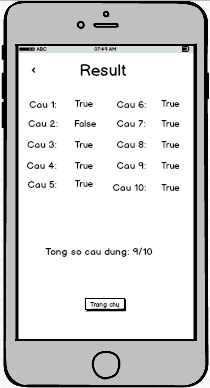 ABC 07:49 AM
< Result
Cau 1: True Cau 6: True
Cau 2: False Cau 7: True
Cau 3: True Cau 8: True
Cau 4: True Cau 9: True
Cau 5: True Cau 10: True
Tong so cau dung: 9/10
Trang chu